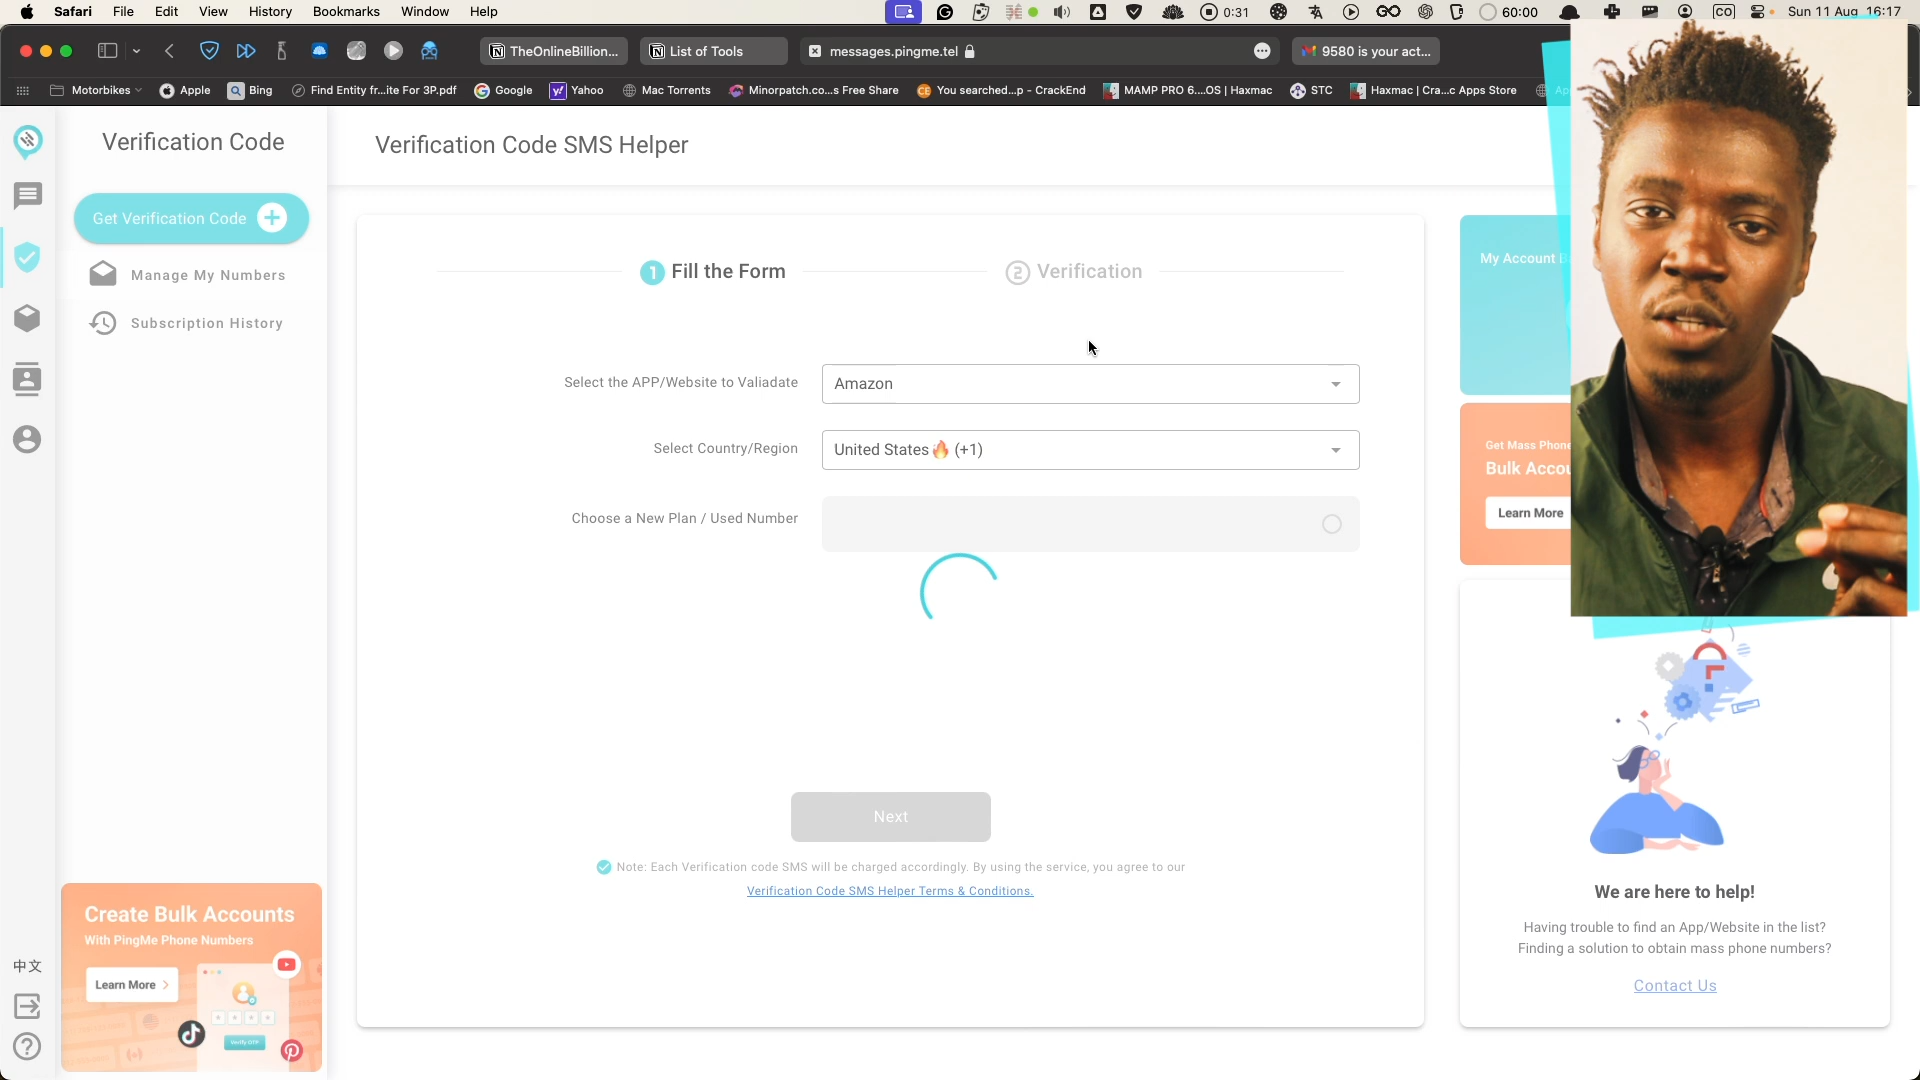 Safari File Edit View History Bookmarks Window Help
0:31
60:00
Sun 11 Aug 16:17
TheOnlineBillion...
List of Tools
messages.pingme.tel
9580 is your act...
Motorbikes
Apple
Bing
Find Entity fr...ite For 3P.pdf
Google
Yahoo
Mac Torrents
Minorpatch.co...s Free Share
You searched...p - CrackEnd
MAMP PRO 6....OS | Haxmac
STC
Haxmac | Cra...c Apps Store
Verification Code
Verification Code SMS Helper
Get Verification Code
Manage My Numbers
Subscription History
1 Fill the Form
2 Verification
Select the APP/Website to Valiadate
Amazon
Select Country/Region
United States🔥 (+1)
Choose a New Plan / Used Number
Next
Note: Each Verification code SMS will be charged accordingly. By using the service, you agree to our
Verification Code SMS Helper Terms & Conditions.
My Account
Get Mass Phone
Learn More
We are here to help!
Having trouble to find an App/Website in the list?
Finding a solution to obtain mass phone numbers?
Contact Us
Create Bulk Accounts
With PingMe Phone Numbers
Learn More >
Verify OTP
中文